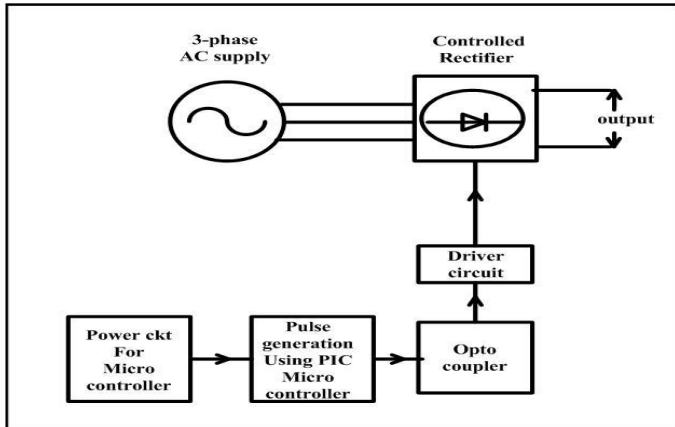 3-phase
AC supply
Controlled
Rectifier
output
Driver
circuit
Power ckt
For
Micro
controller
Pulse
generation
Using PIC
Micro
controller
Opto
coupler